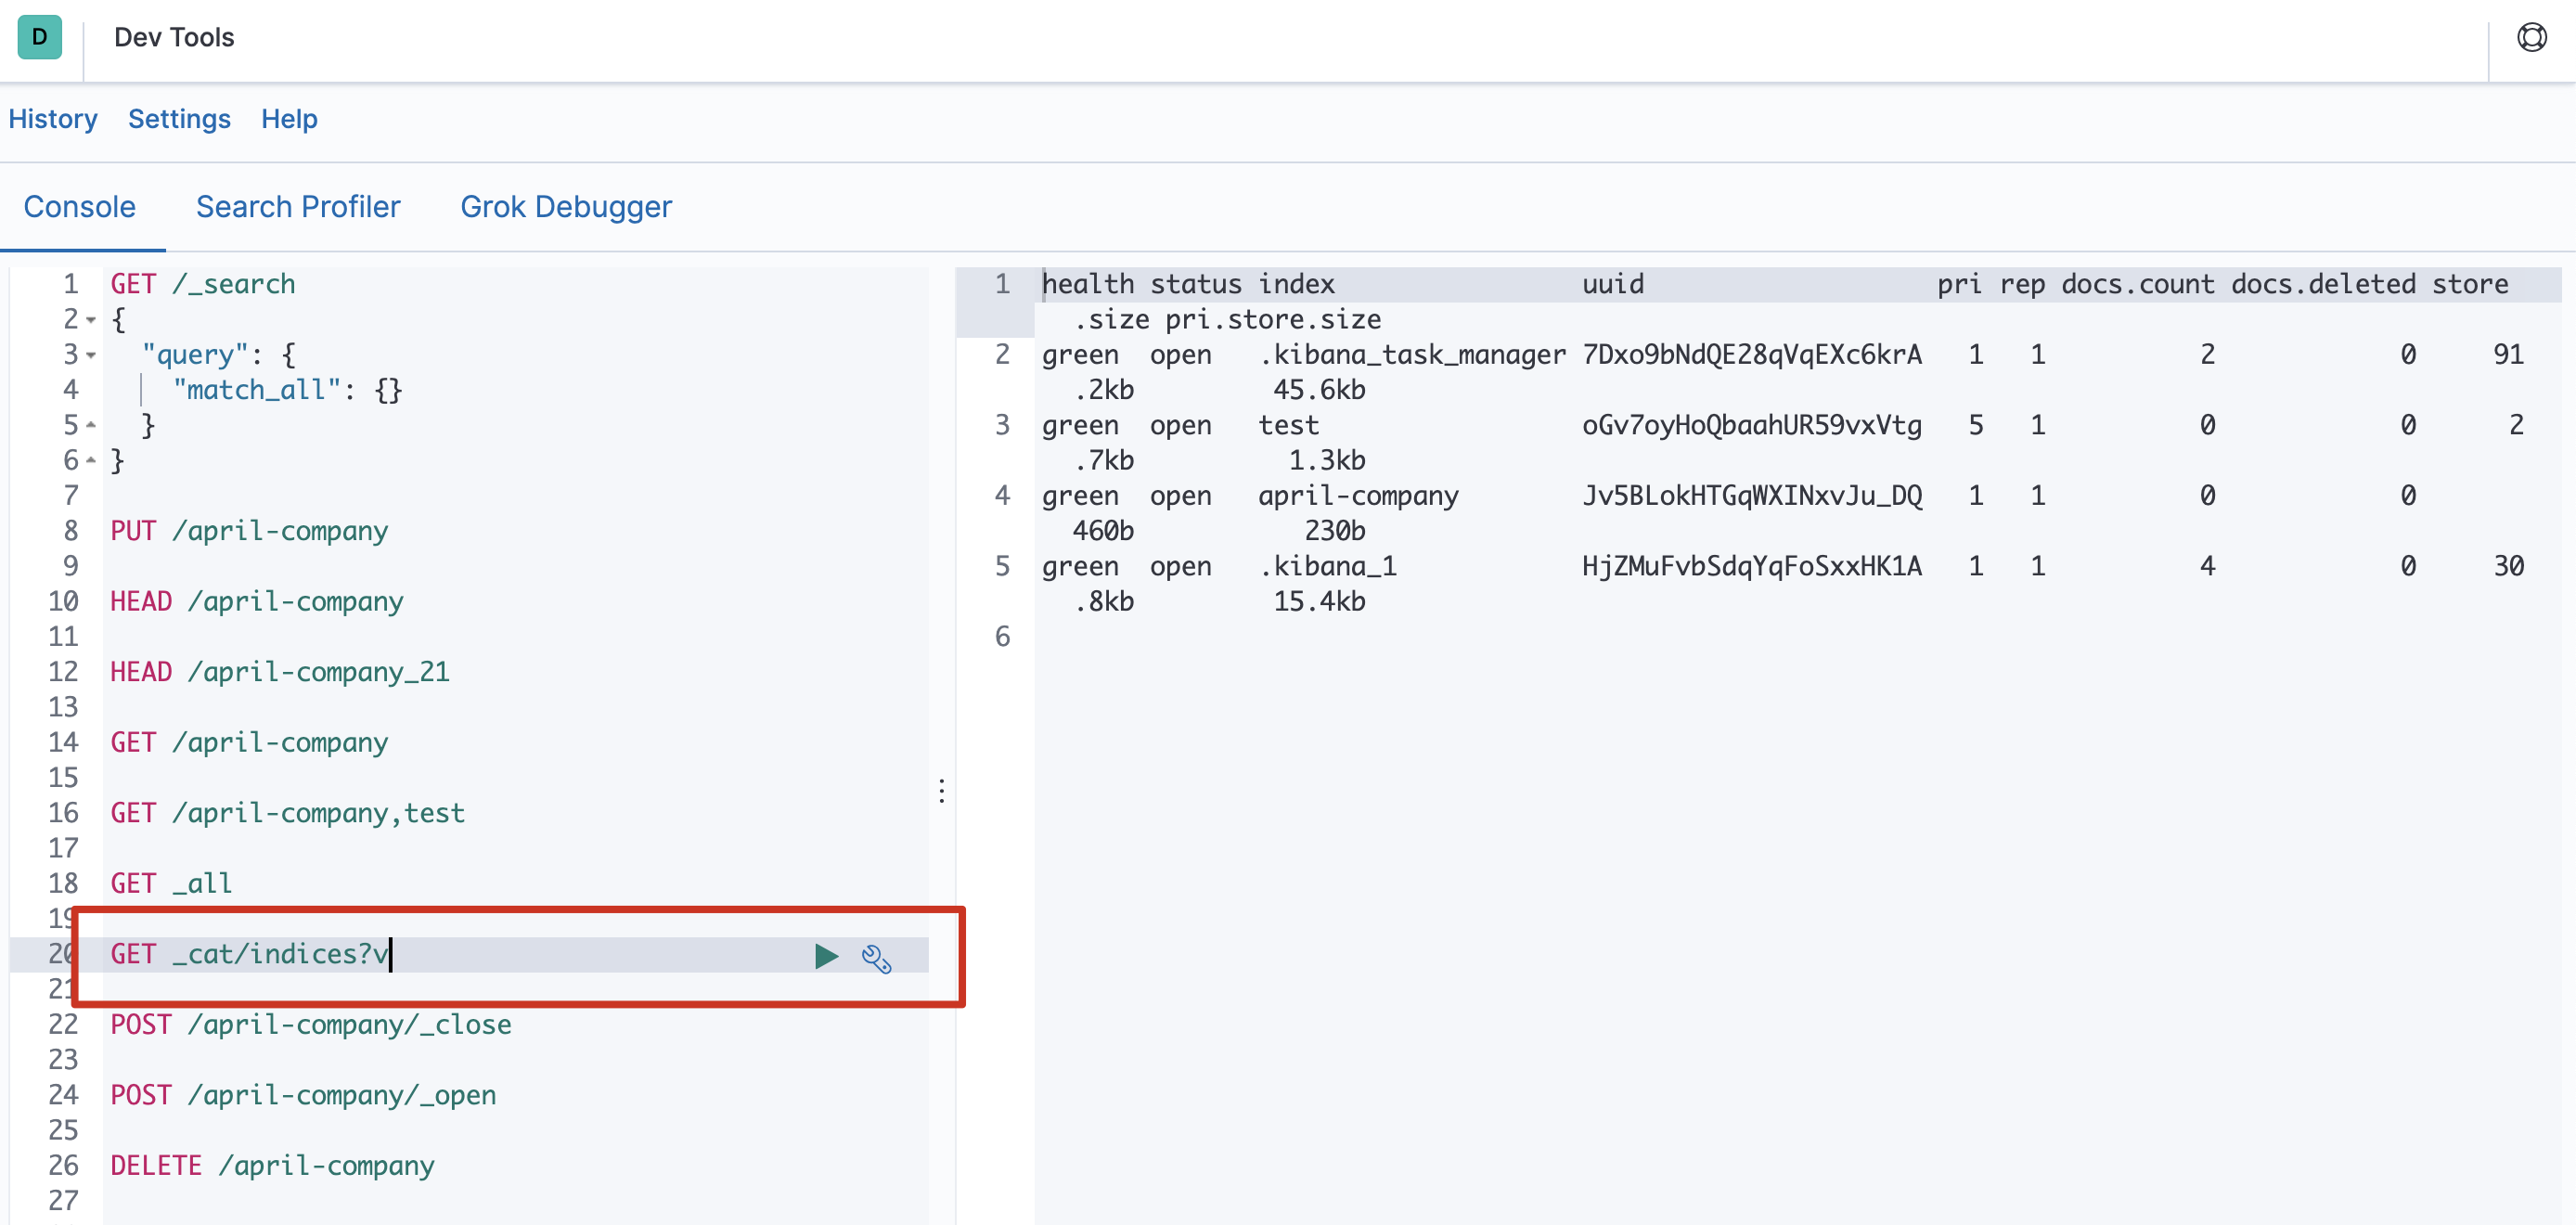 D Dev Tools
History Settings Help
Console Search Profiler Grok Debugger
1 GET /_search
2 {
3 "query": {
4 "match_all": {}
5 }
6 }
7
8 PUT /april-company
9
10 HEAD /april-company
11
12 HEAD /april-company_21
13
14 GET /april-company
15
16 GET /april-company,test
17
18 GET _all
19
20 GET _cat/indices?v
21
22 POST /april-company/_close
23
24 POST /april-company/_open
25
26 DELETE /april-company
27
1 health status index uuid pri rep docs.count docs.deleted store
.size pri.store.size
2 green open .kibana_task_manager 7Dxo9bNdQE28qVqEXc6krA 1 1 2 0 91
.2kb 45.6kb
3 green open test oGv7oyHoQbaahUR59vxVtg 5 1 0 0 2
.7kb 1.3kb
4 green open april-company Jv5BLokHTGqWXINxvJu_DQ 1 1 0 0
460b 230b
5 green open .kibana_1 HjZMuFvbSdqYqFoSxxHK1A 1 1 4 0 30
.8kb 15.4kb
6